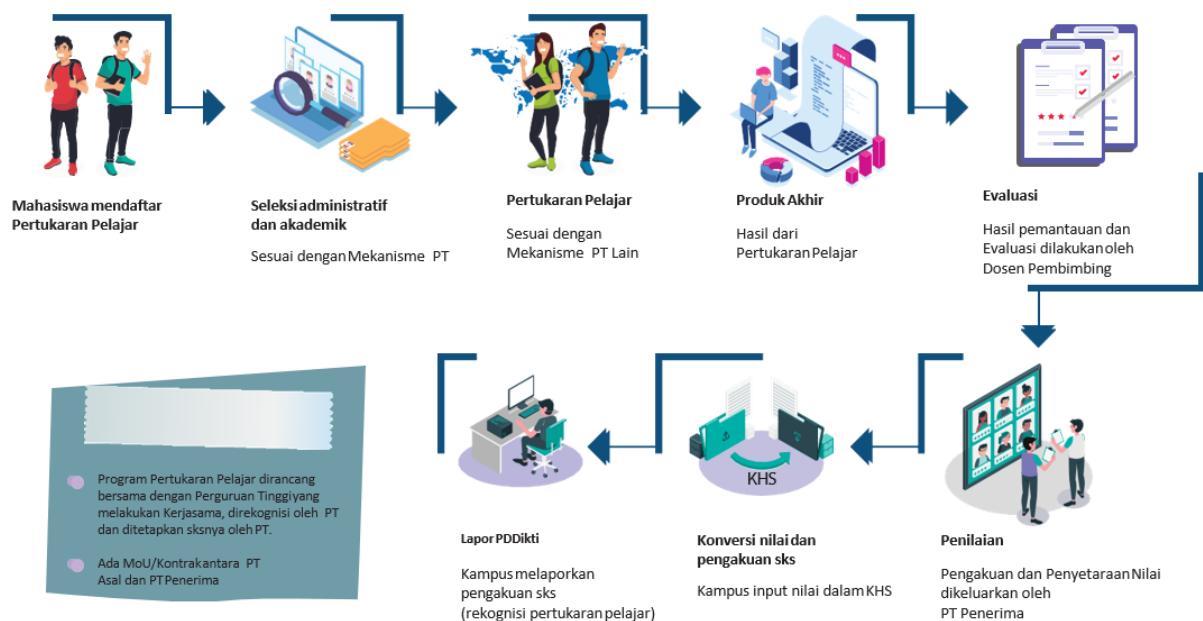 Mahasiswa mendaftar
Pertukaran Pelajar
Seleksi administratif
dan akademik
Sesuai dengan Mekanisme PT
Pertukaran Pelajar
Sesuai dengan
Mekanisme PT Lain
Produk Akhir
Hasil dari
Pertukaran Pelajar
Evaluasi
Hasil pemantauan dan
Evaluasi dilakukan oleh
Dosen Pembimbing
Penilaian
Pengakuan dan Penyetaraan Nilai
dikeluarkan oleh
PT Penerima
KHS
Konversi nilai dan
pengakuan sks
Kampus input nilai dalam KHS
Lapor PDDikti
Kampus melaporkan
pengakuan sks
(rekognisi pertukaran pelajar)
Program Pertukaran Pelajar dirancang
bersama dengan Perguruan Tinggi yang
melakukan Kerjasama, direkognisi oleh PT
dan ditetapkan sksnya oleh PT.
Ada MoU/Kontrak antara PT
Asal dan PT Penerima